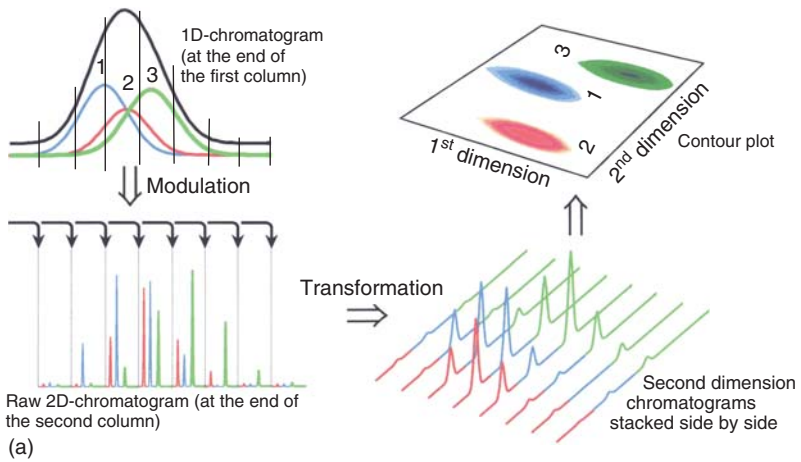 1D-chromatogram
(at the end of
the first column)
1
2
3
Modulation
Raw 2D-chromatogram (at the end of
the second column)
(a)
Transformation
Second dimension
chromatograms
stacked side by side
3
1
2
1st dimension
2nd dimension
Contour plot